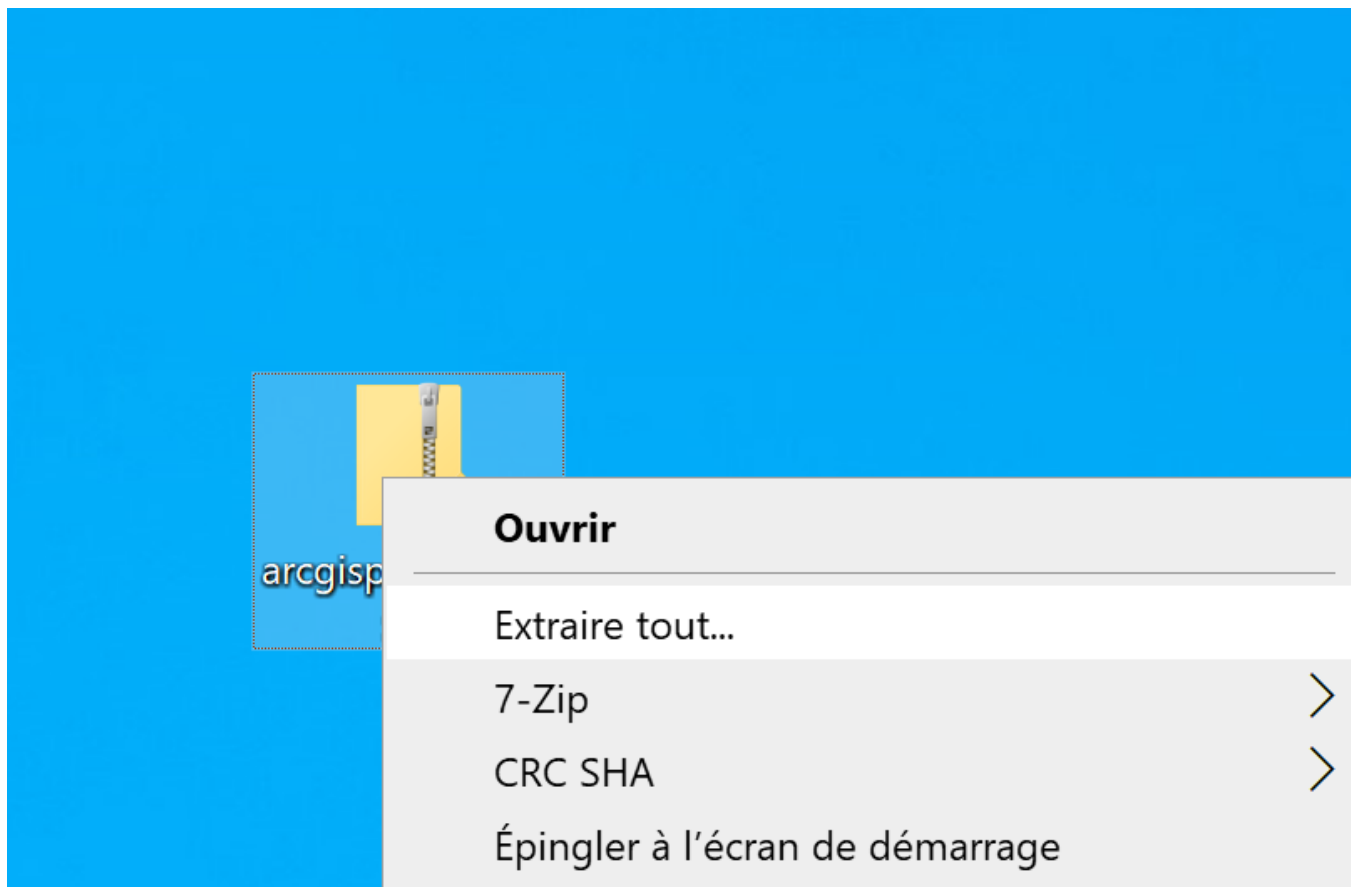 arcgisp
Ouvrir
Extraire tout...
7-Zip
CRC SHA
Épingler à l’écran de démarrage